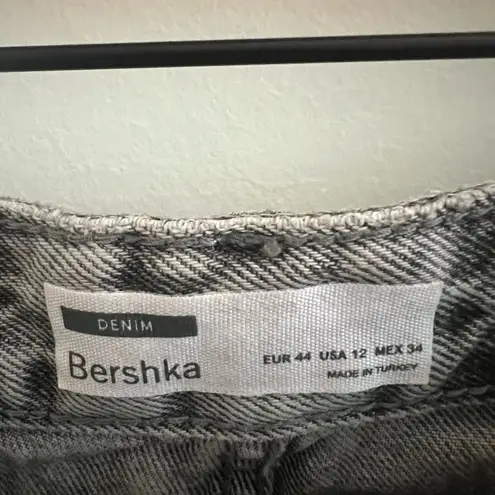 DENIM
Bershka
EUR 44 USA 12 MEX 34
MADE IN TURKEY